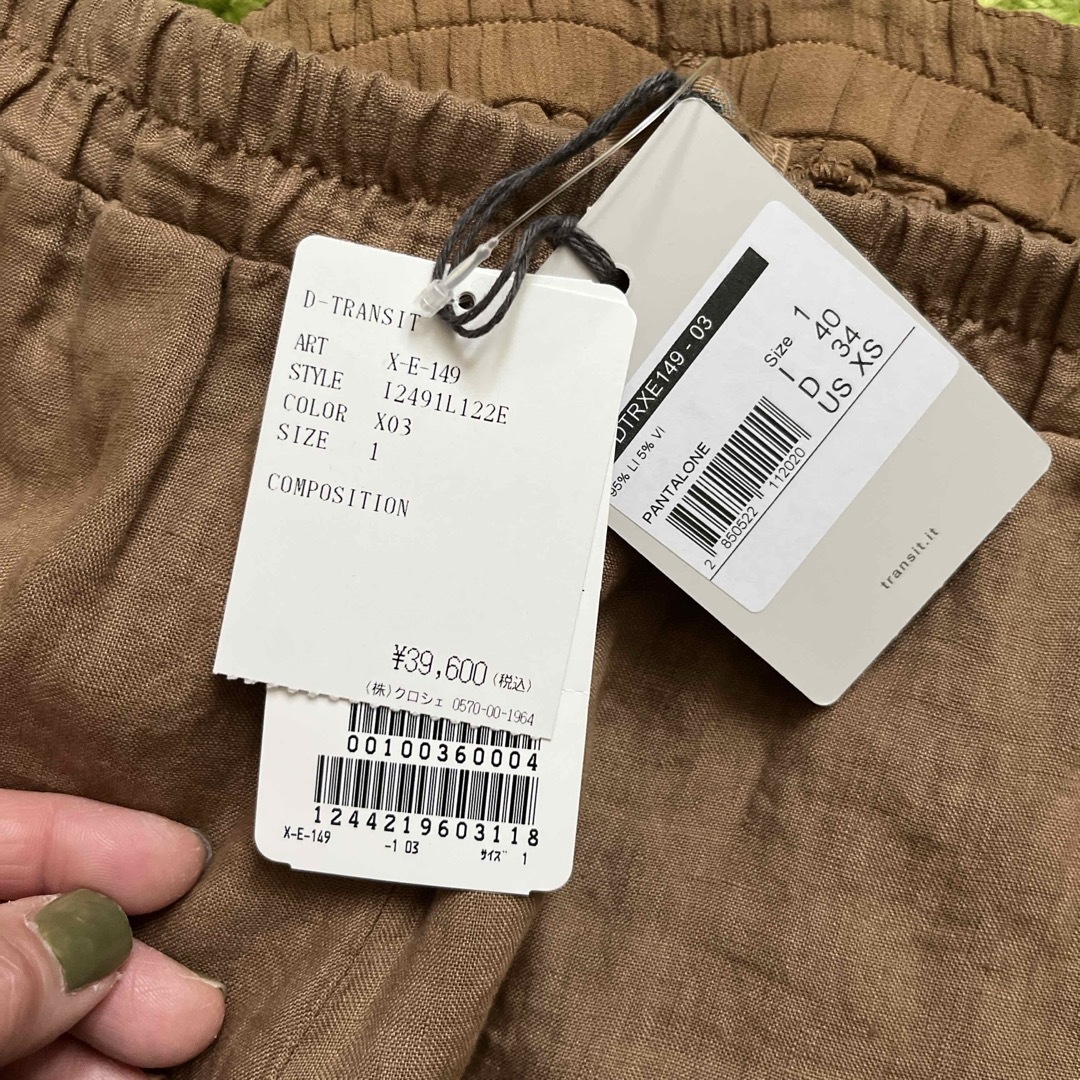 D-TRANSIT
ART X-E-149
STYLE I2491L122E
COLOR X03
SIZE 1
COMPOSITION
¥39,600(税込)
(株)クロシェ 0570-00-1964
00100360004
1244219603118
X-E-149 -1 03 サイズ 1
DTRXE149 - 03
Size 1
I 40
D 34
US XS
95% LI 5% VI
PANTALONE
2 850522 112020
transit.it